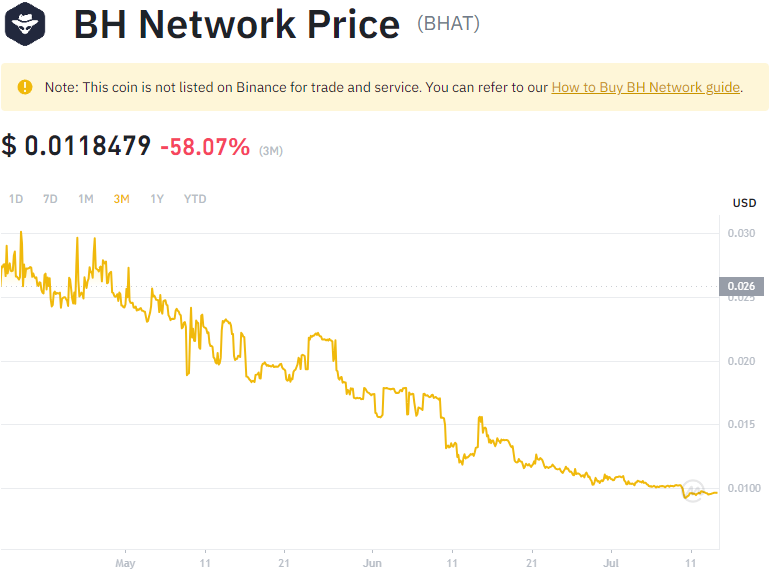 BH Network Price (BHAT)
Note: This coin is not listed on Binance for trade and service. You can refer to our How to Buy BH Network guide.
$ 0.0118479 -58.07% (3M)
1D 7D 1M 3M 1Y YTD
USD
0.030
0.026
0.025
0.020
0.015
0.0100
May 11 21 Jun 11 21 Jul 11